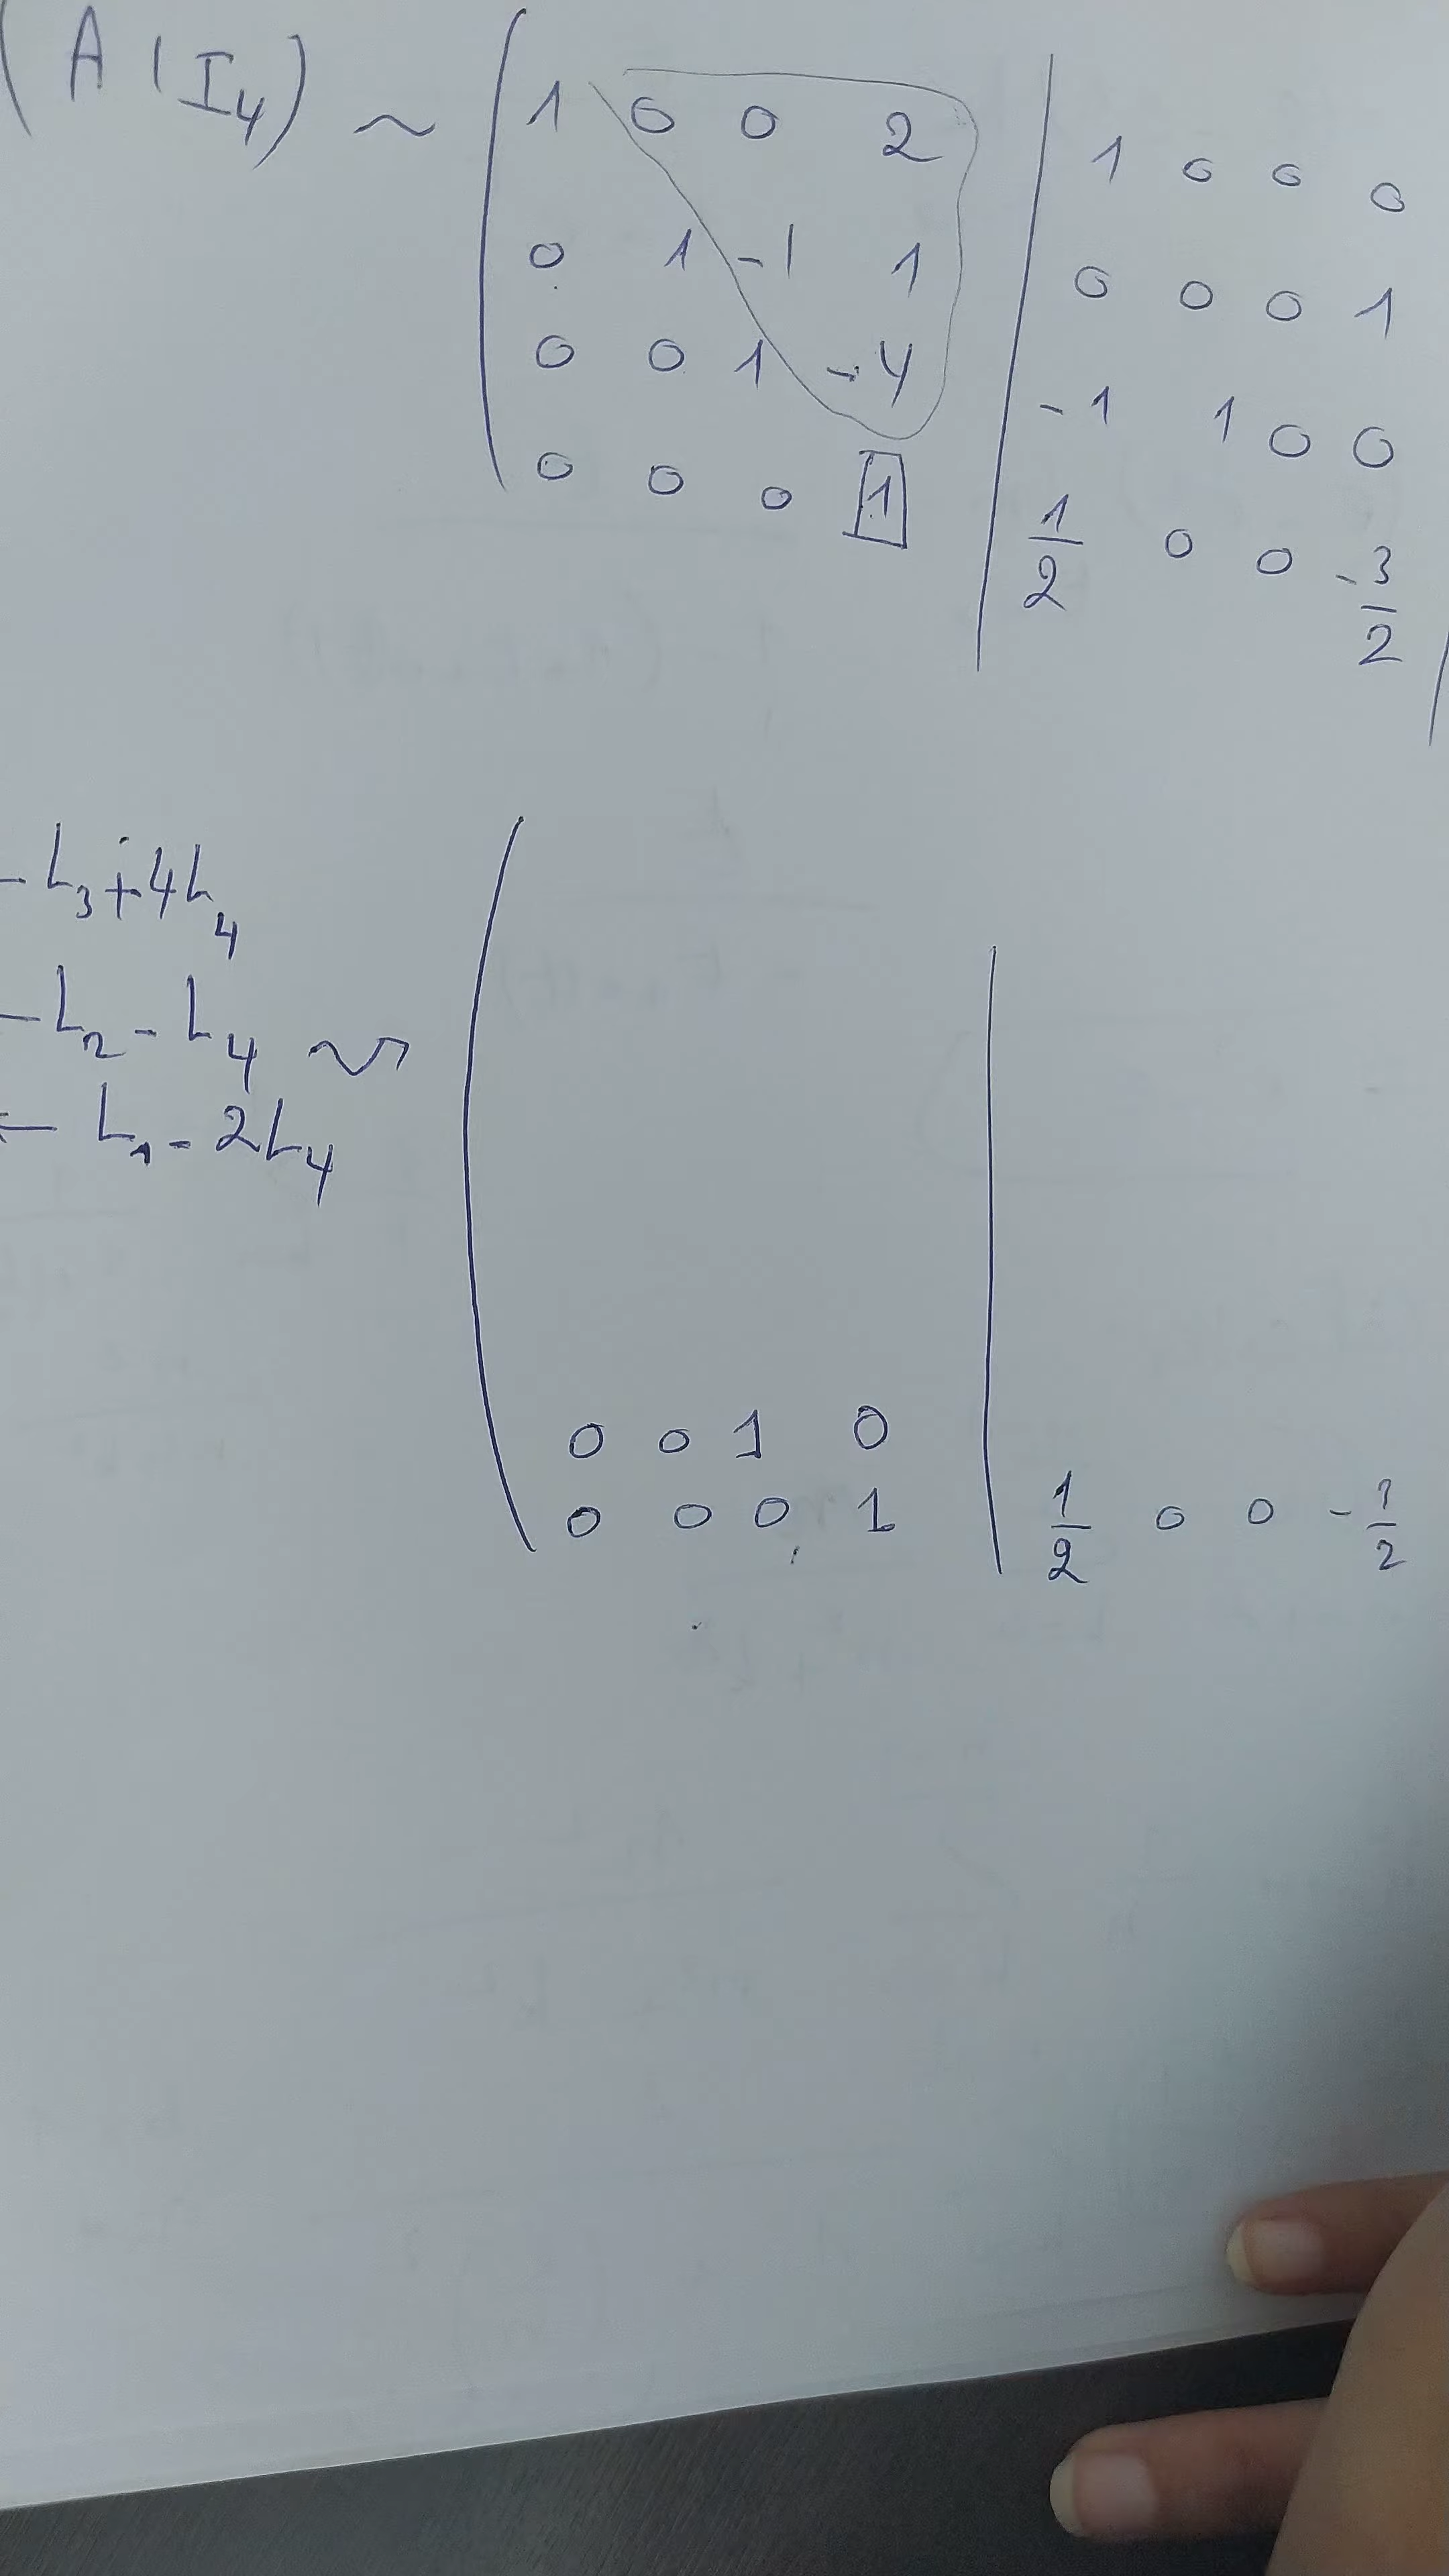 (A | I₄) ~ ( 1 0 0 2 | 1 0 0 0
0 1 -1 1 | 0 0 0 1
0 0 1 -4 | -1 1 0 0
0 0 0 1 | 1/2 0 0 -3/2
← L₃ + 4L₄
← L₂ - L₄ ~ ( |
← L₁ - 2L₄
0 0 1 0 |
0 0 0 1 | 1/2 0 0 -3/2